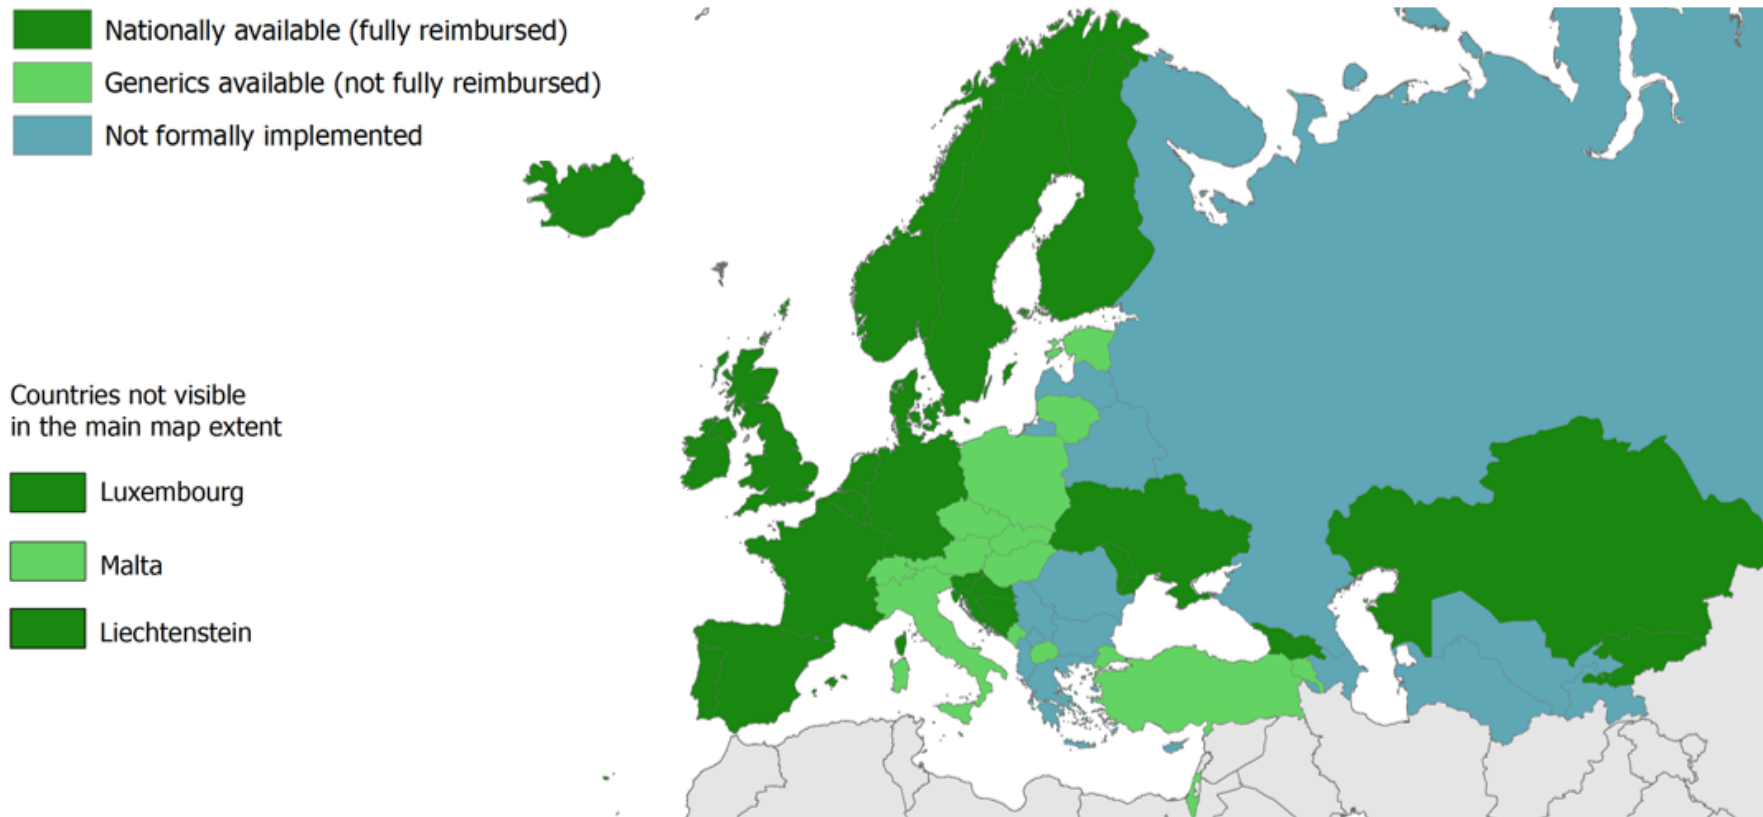 Nationally available (fully reimbursed)
Generics available (not fully reimbursed)
Not formally implemented
Countries not visible
in the main map extent
Luxembourg
Malta
Liechtenstein